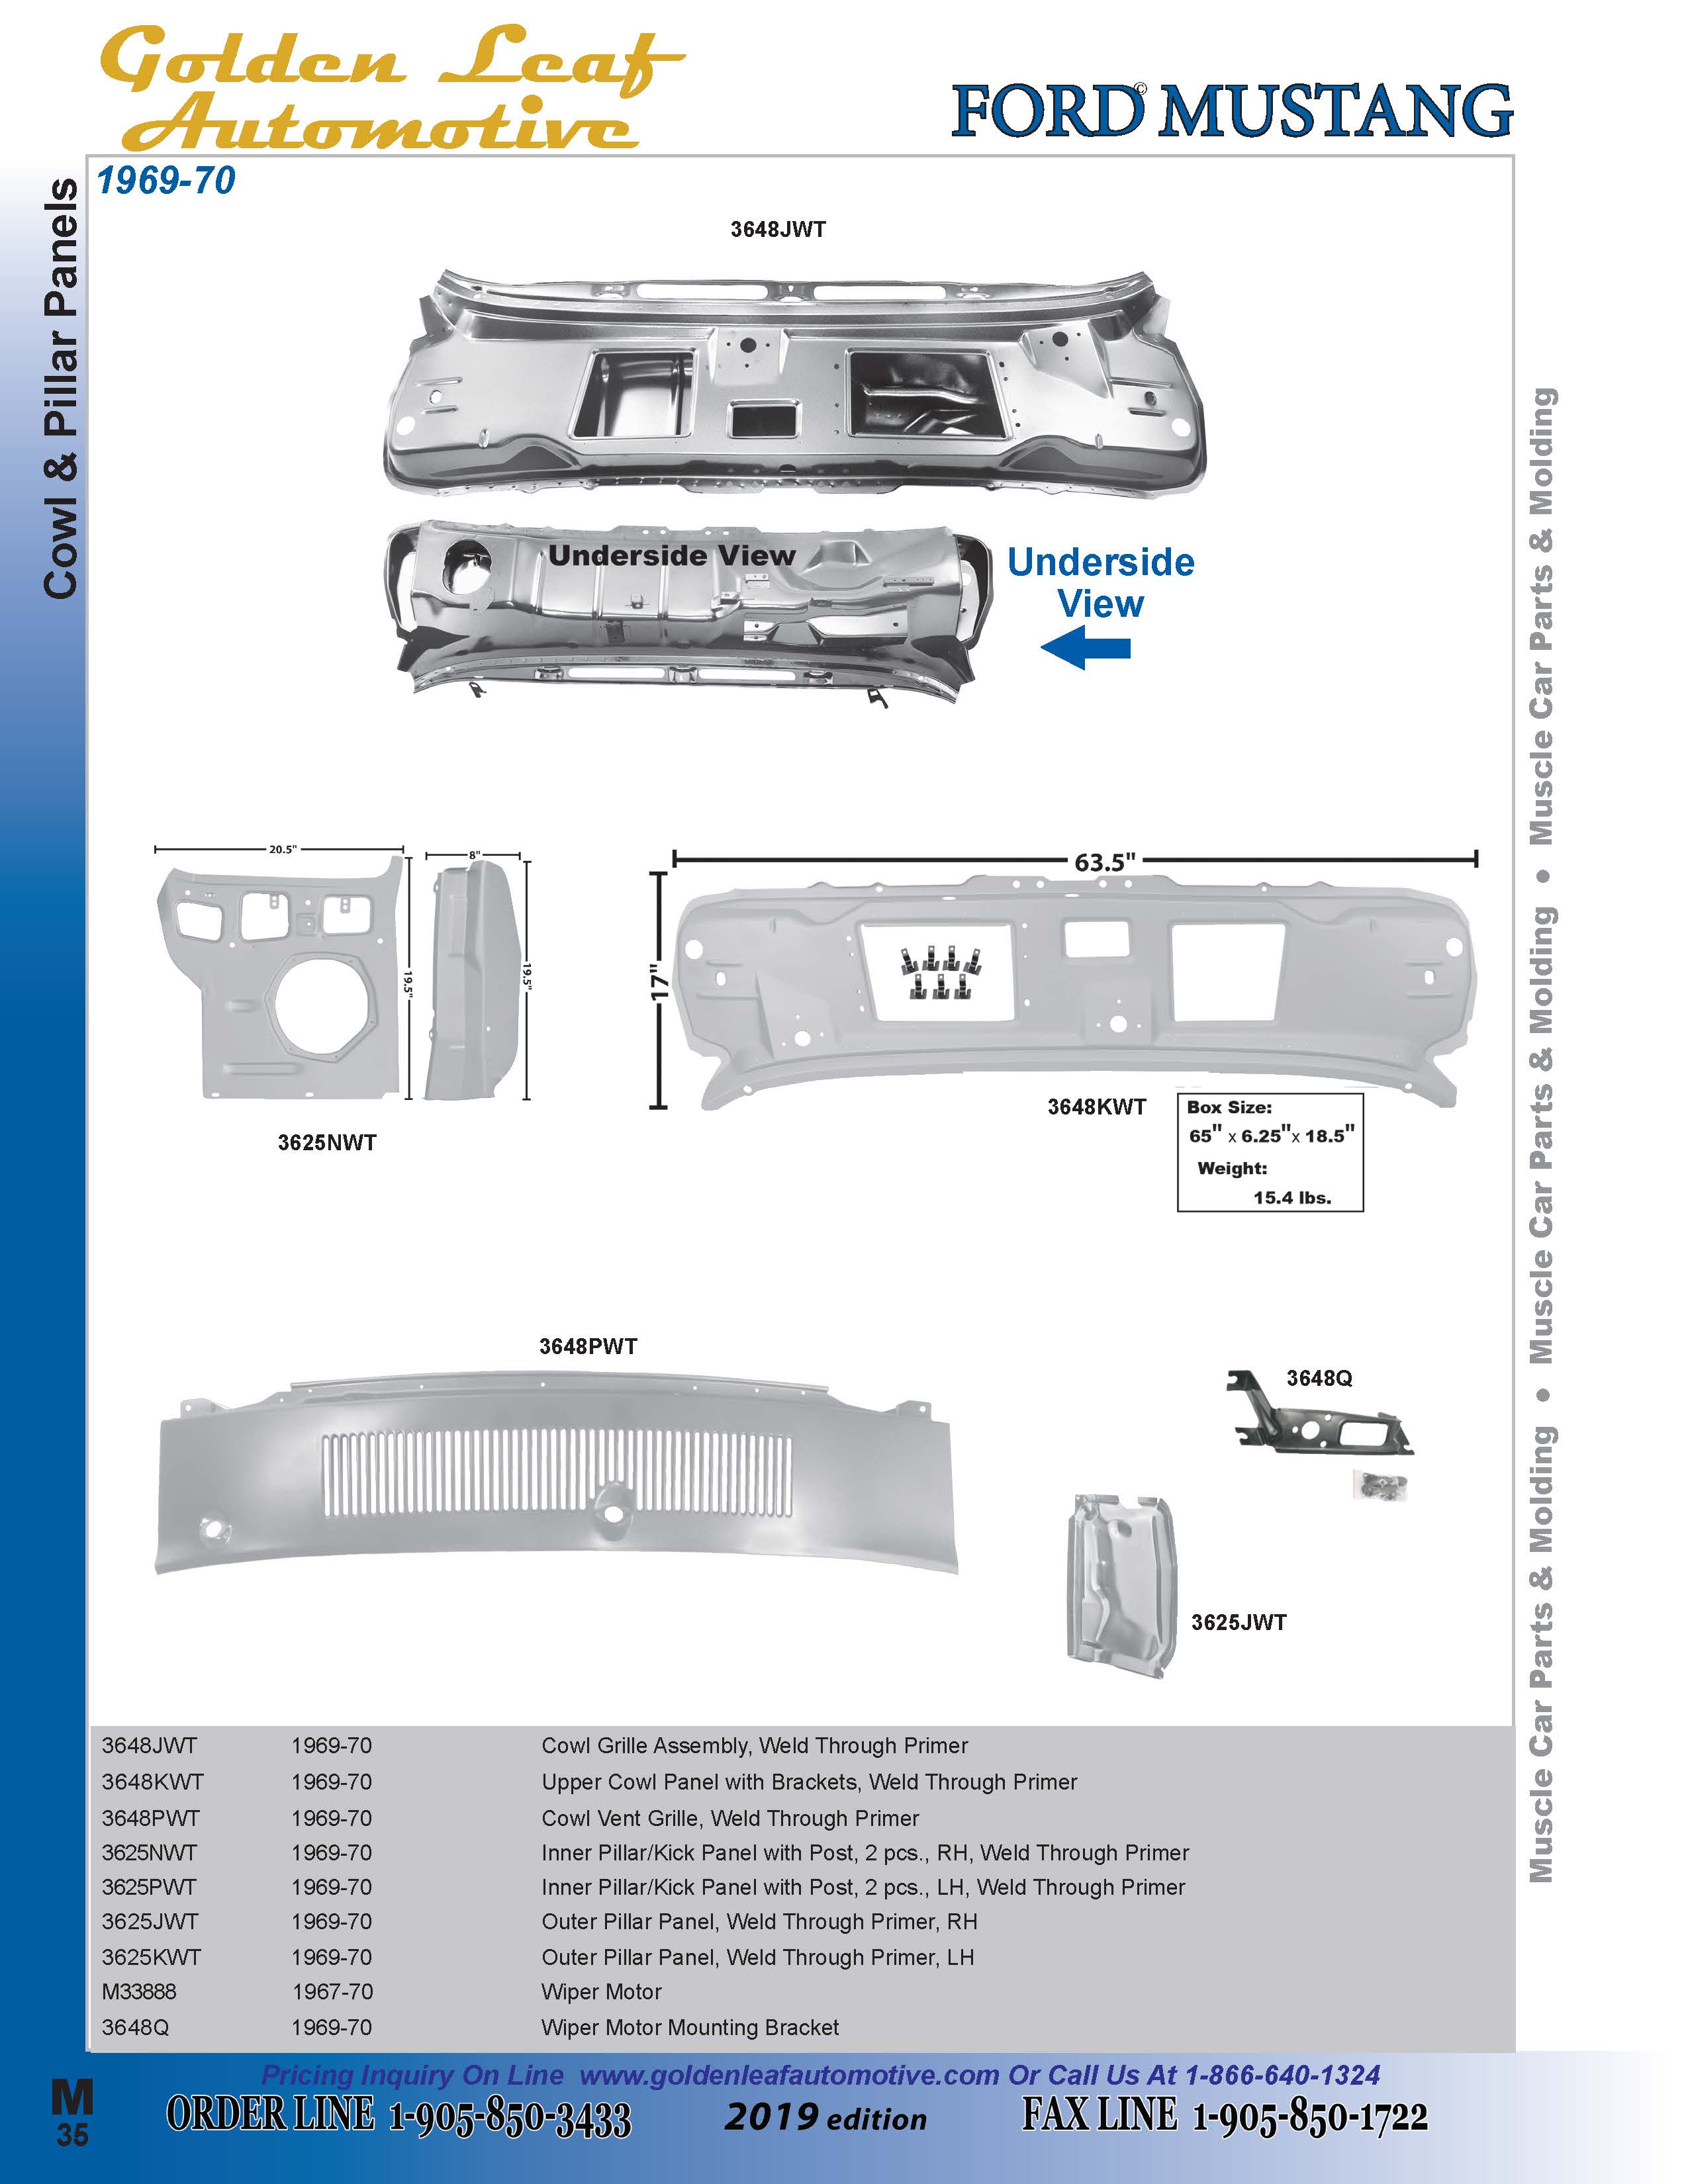 Golden Leaf
Automotive
FORD© MUSTANG
Cowl & Pillar Panels
1969-70
3648JWT
Underside View
Underside
View
20.5"
8"
19.5"
19.5"
3625NWT
63.5"
17"
3648KWT
Box Size:
65" x 6.25"x 18.5"
Weight:
15.4 lbs.
3648PWT
3648Q
3625JWT
3648JWT 1969-70 Cowl Grille Assembly, Weld Through Primer
3648KWT 1969-70 Upper Cowl Panel with Brackets, Weld Through Primer
3648PWT 1969-70 Cowl Vent Grille, Weld Through Primer
3625NWT 1969-70 Inner Pillar/Kick Panel with Post, 2 pcs., RH, Weld Through Primer
3625PWT 1969-70 Inner Pillar/Kick Panel with Post, 2 pcs., LH, Weld Through Primer
3625JWT 1969-70 Outer Pillar Panel, Weld Through Primer, RH
3625KWT 1969-70 Outer Pillar Panel, Weld Through Primer, LH
M33888 1967-70 Wiper Motor
3648Q 1969-70 Wiper Motor Mounting Bracket
Muscle Car Parts & Molding • Muscle Car Parts & Molding • Muscle Car Parts & Molding
Pricing Inquiry On Line www.goldenleafautomotive.com Or Call Us At 1-866-640-1324
M
35
ORDER LINE 1-905-850-3433
2019 edition
FAX LINE 1-905-850-1722